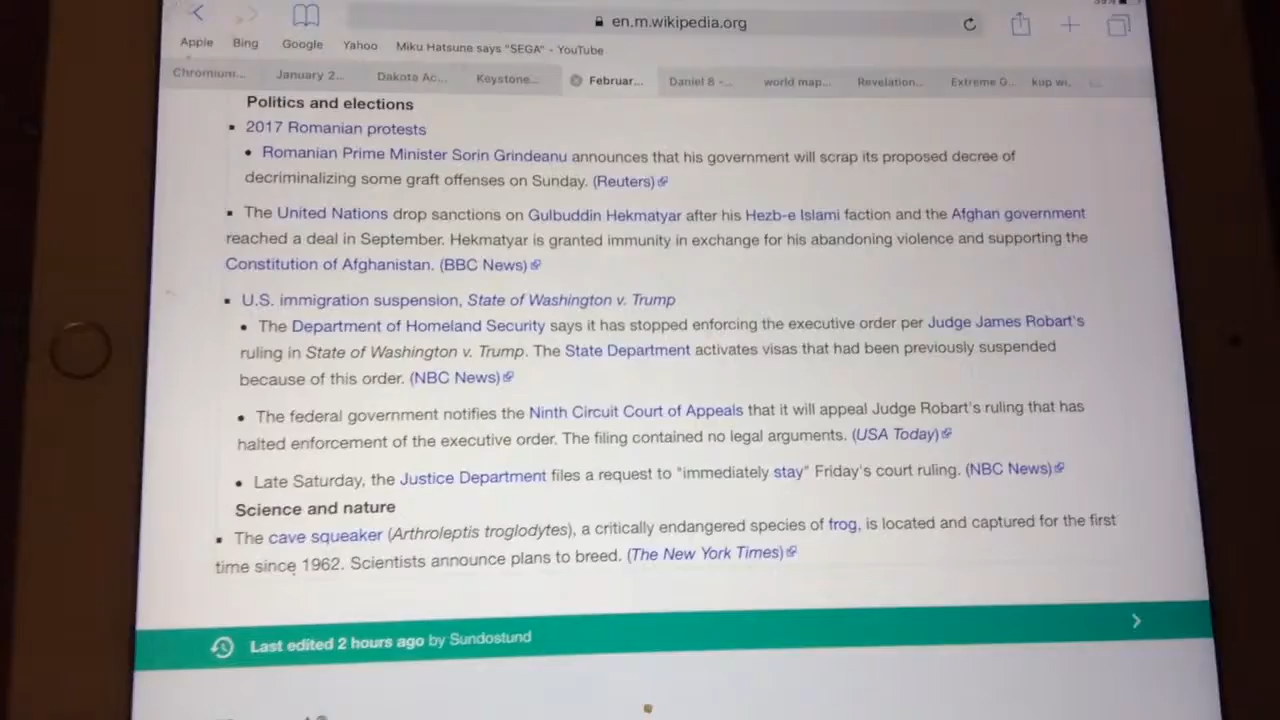 en.m.wikipedia.org
Apple Bing Google Yahoo Miku Hatsune says "SEGA" - YouTube
Chromium... January 2... Dakota Ac... Keystone... Februar... Daniel 8 -... world map... Revelation... Extreme G... kup wi,
Politics and elections
2017 Romanian protests
Romanian Prime Minister Sorin Grindeanu announces that his government will scrap its proposed decree of
decriminalizing some graft offenses on Sunday. (Reuters)
The United Nations drop sanctions on Gulbuddin Hekmatyar after his Hezb-e Islami faction and the Afghan government
reached a deal in September. Hekmatyar is granted immunity in exchange for his abandoning violence and supporting the
Constitution of Afghanistan. (BBC News)
U.S. immigration suspension, State of Washington v. Trump
The Department of Homeland Security says it has stopped enforcing the executive order per Judge James Robart's
ruling in State of Washington v. Trump. The State Department activates visas that had been previously suspended
because of this order. (NBC News)
The federal government notifies the Ninth Circuit Court of Appeals that it will appeal Judge Robart's ruling that has
halted enforcement of the executive order. The filing contained no legal arguments. (USA Today)
Late Saturday, the Justice Department files a request to "immediately stay" Friday's court ruling. (NBC News)
Science and nature
The cave squeaker (Arthroleptis troglodytes), a critically endangered species of frog, is located and captured for the first
time since 1962. Scientists announce plans to breed. (The New York Times)
Last edited 2 hours ago by Sundostund